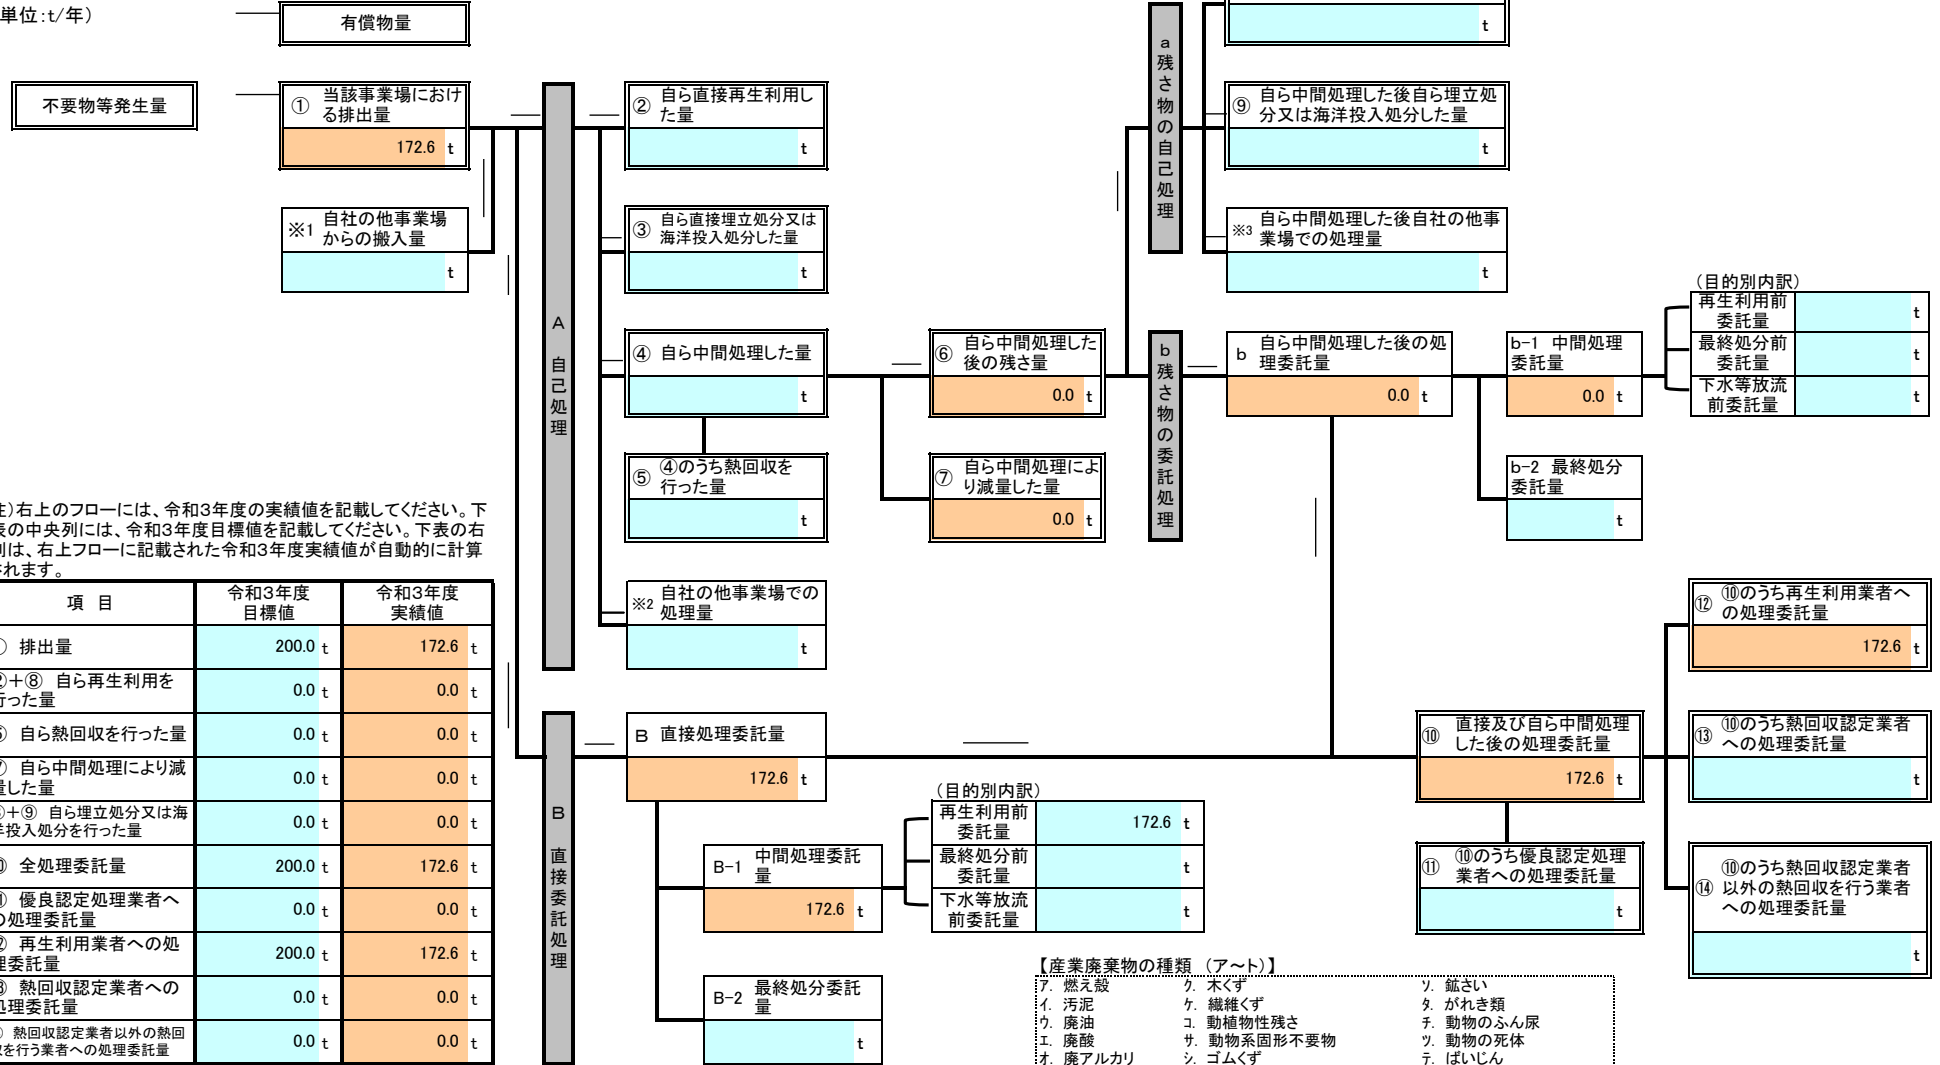 単位:t/年)
有償物量
t
不要物等発生量
① 当該事業場におけ
る排出量
172.6 t
※1 自社の他事業場
からの搬入量
t
A 自己処理
② 自ら直接再生利用し
た量
t
③ 自ら直接埋立処分又は
海洋投入処分した量
t
④ 自ら中間処理した量
t
⑤ ④のうち熱回収を
行った量
t
※2 自社の他事業場での
処理量
t
⑥ 自ら中間処理した
後の残さ量
0.0 t
⑦ 自ら中間処理によ
り減量した量
0.0 t
a残さ物の自己処理
⑨ 自ら中間処理した後自ら埋立処
分又は海洋投入処分した量
t
※3 自ら中間処理した後自社の他事
業場での処理量
t
b残さ物の委託処理
b 自ら中間処理した後の処
理委託量
0.0 t
b-1 中間処理
委託量
0.0 t
b-2 最終処分
委託量
t
(目的別内訳)
再生利用前
委託量
t
最終処分前
委託量
t
下水等放流
前委託量
t
注)右上のフローには、令和3年度の実績値を記載してください。下
表の中央列には、令和3年度目標値を記載してください。下表の右
列は、右上フローに記載された令和3年度実績値が自動的に計算
されます。
項 目 令和3年度
目標値 令和3年度
実績値
① 排出量 200.0 t 172.6 t
②+⑧ 自ら再生利用を
行った量 0.0 t 0.0 t
⑤ 自ら熱回収を行った量 0.0 t 0.0 t
⑦ 自ら中間処理により減
量した量 0.0 t 0.0 t
③+⑨ 自ら埋立処分又は海
洋投入処分を行った量 0.0 t 0.0 t
⑩ 全処理委託量 200.0 t 172.6 t
⑪ 優良認定処理業者へ
の処理委託量 0.0 t 0.0 t
⑫ 再生利用業者への処
理委託量 200.0 t 172.6 t
⑬ 熱回収認定業者への
処理委託量 0.0 t 0.0 t
⑭ 熱回収認定業者以外の熱回
収を行う業者への処理委託量 0.0 t 0.0 t
B 直接委託処理
B 直接処理委託量
172.6 t
B-1 中間処理委託
量
172.6 t
B-2 最終処分委託
量
t
(目的別内訳)
再生利用前
委託量
172.6 t
最終処分前
委託量
t
下水等放流
前委託量
t
⑩ 直接及び自ら中間処理
した後の処理委託量
172.6 t
⑪ ⑩のうち優良認定処理
業者への処理委託量
t
⑫ ⑩のうち再生利用業者へ
の処理委託量
172.6 t
⑬ ⑩のうち熱回収認定業者
への処理委託量
t
⑭ ⑩のうち熱回収認定業者
以外の熱回収を行う業者
への処理委託量
t
【産業廃棄物の種類 (ア~ト)】
ア. 燃え殻 ク. 木くず ソ. 鉱さい
イ. 汚泥 ケ. 繊維くず タ. がれき類
ウ. 廃油 コ. 動植物性残さ チ. 動物のふん尿
エ. 廃酸 サ. 動物系固形不要物 ツ. 動物の死体
オ. 廃アルカリ シ. ゴムくず テ. ばいじん